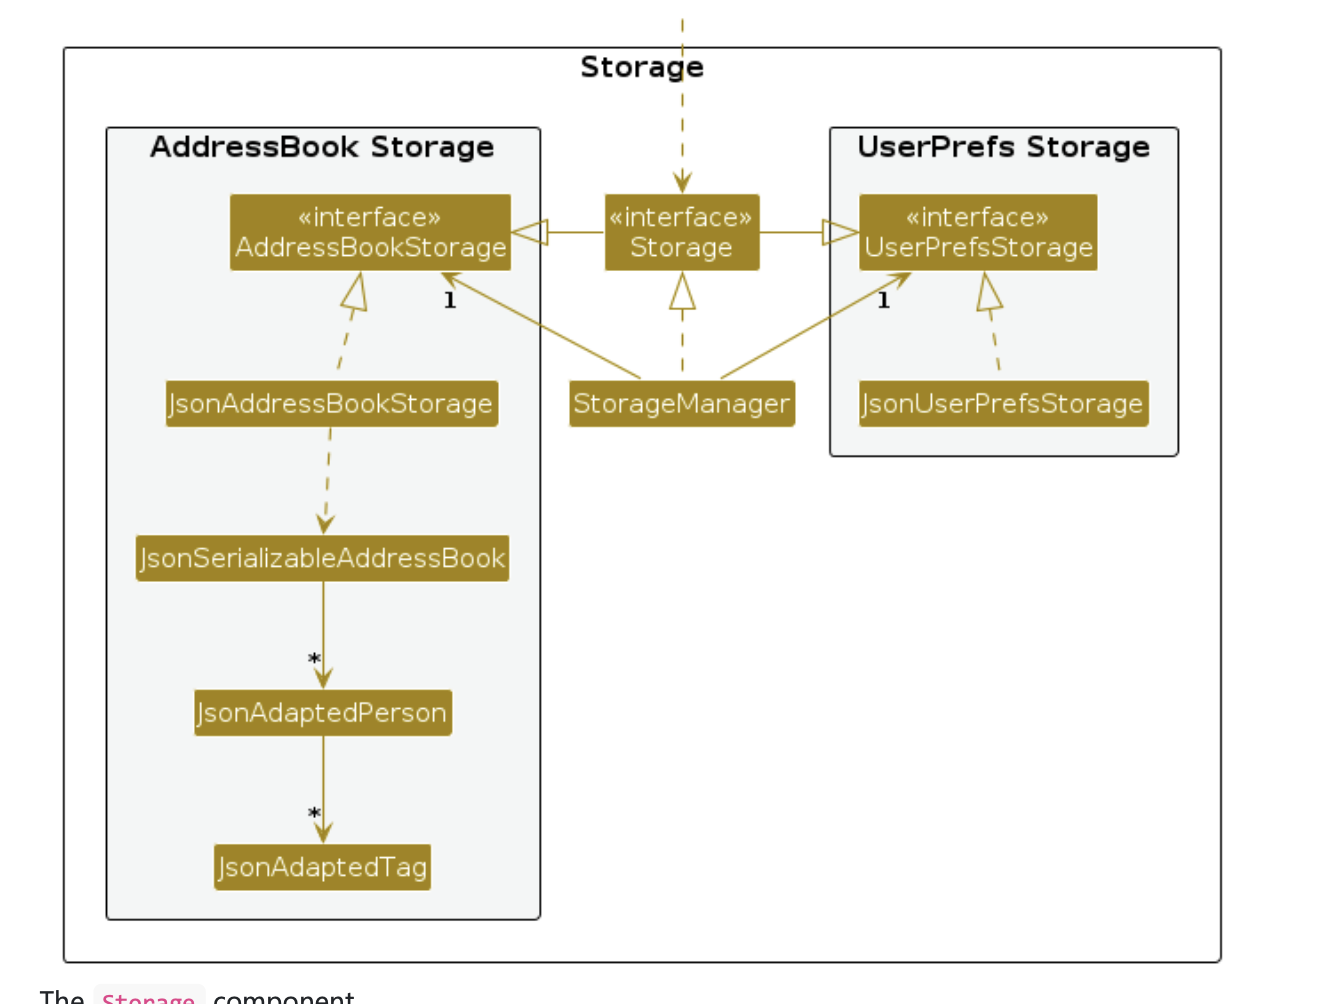 Storage
AddressBook Storage
UserPrefs Storage
«interface»
AddressBookStorage
«interface»
Storage
«interface»
UserPrefsStorage
1
1
JsonAddressBookStorage
StorageManager
JsonUserPrefsStorage
JsonSerializableAddressBook
*
JsonAdaptedPerson
*
JsonAdaptedTag
The Storage component